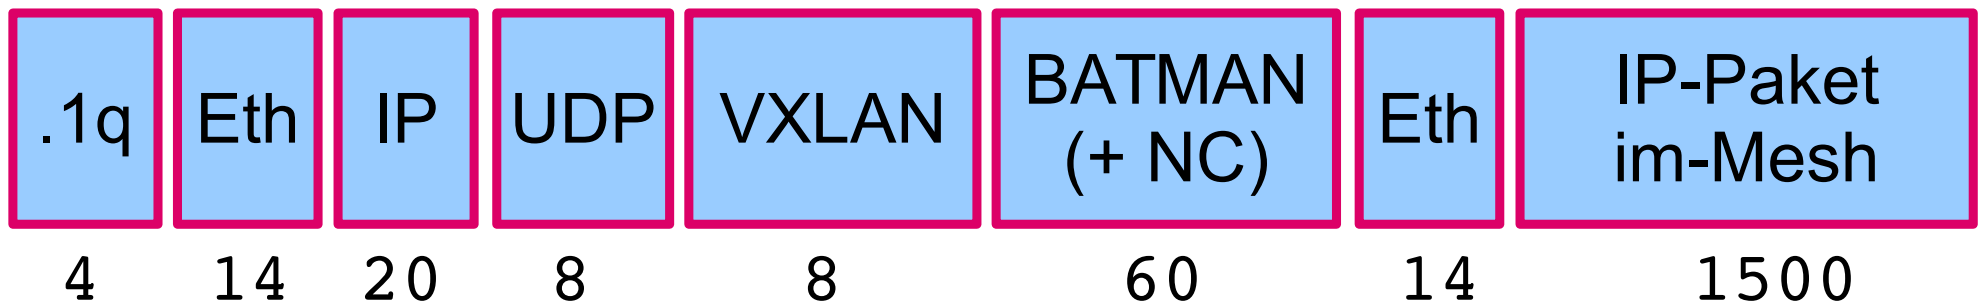 .1q Eth IP UDP VXLAN BATMAN (+ NC) Eth IP-Paket im-Mesh
4 14 20 8 8 60 14 1500